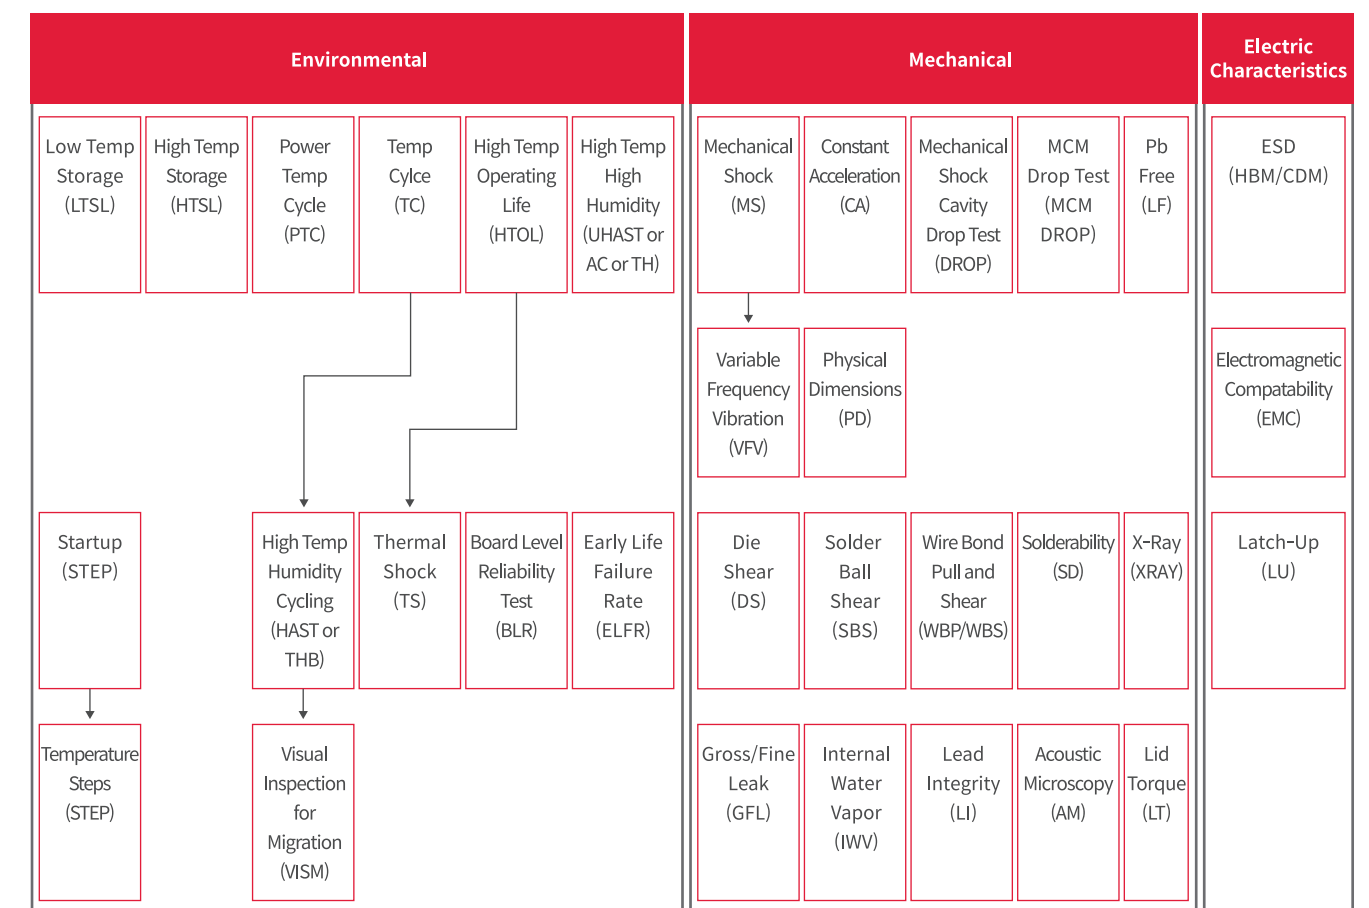 Environmental
Mechanical
Electric
Characteristics
Low Temp
Storage
(LTSL)
High Temp
Storage
(HTSL)
Power
Temp
Cycle
(PTC)
Temp
Cylce
(TC)
High Temp
Operating
Life
(HTOL)
High Temp
High
Humidity
(UHAST or
AC or TH)
Mechanical
Shock
(MS)
Constant
Acceleration
(CA)
Mechanical
Shock
Cavity
Drop Test
(DROP)
MCM
Drop Test
(MCM
DROP)
Pb
Free
(LF)
ESD
(HBM/CDM)
Variable
Frequency
Vibration
(VFV)
Physical
Dimensions
(PD)
Electromagnetic
Compatability
(EMC)
Startup
(STEP)
High Temp
Humidity
Cycling
(HAST or
THB)
Thermal
Shock
(TS)
Board Level
Reliability
Test
(BLR)
Early Life
Failure
Rate
(ELFR)
Die
Shear
(DS)
Solder
Ball
Shear
(SBS)
Wire Bond
Pull and
Shear
(WBP/WBS)
Solderability
(SD)
X-Ray
(XRAY)
Latch-Up
(LU)
Temperature
Steps
(STEP)
Visual
Inspection
for
Migration
(VISM)
Gross/Fine
Leak
(GFL)
Internal
Water
Vapor
(IWV)
Lead
Integrity
(LI)
Acoustic
Microscopy
(AM)
Lid
Torque
(LT)